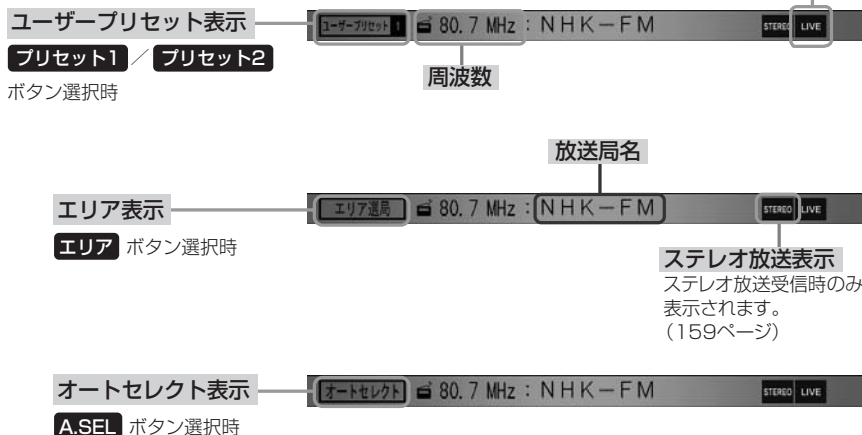 ユーザープリセット表示
ユーザープリセット 1 80.7 MHz：NHK－FM STEREO LIVE
プリセット1／プリセット2
ボタン選択時
周波数
放送局名
エリア表示
エリア選局 80.7 MHz：NHK－FM STEREO LIVE
エリア ボタン選択時
ステレオ放送表示
ステレオ放送受信時のみ
表示されます。
（159ページ）
オートセレクト表示
オートセレクト 80.7 MHz：NHK－FM STEREO LIVE
A.SEL ボタン選択時